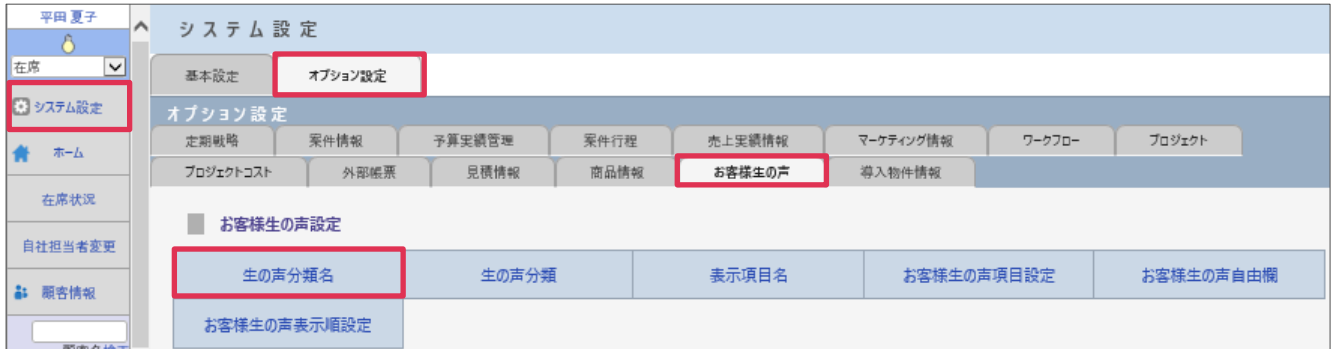 平田 夏子
在席
システム設定
ホーム
在席状況
自社担当者変更
顧客情報
システム設定
基本設定
オプション設定
オプション設定
定期戦略
案件情報
予算実績管理
案件行程
売上実績情報
マーケティング情報
ワークフロー
プロジェクト
プロジェクトコスト
外部帳票
見積情報
商品情報
お客様生の声
導入物件情報
お客様生の声設定
生の声分類名
生の声分類
表示項目名
お客様生の声項目設定
お客様生の声自由欄
お客様生の声表示順設定